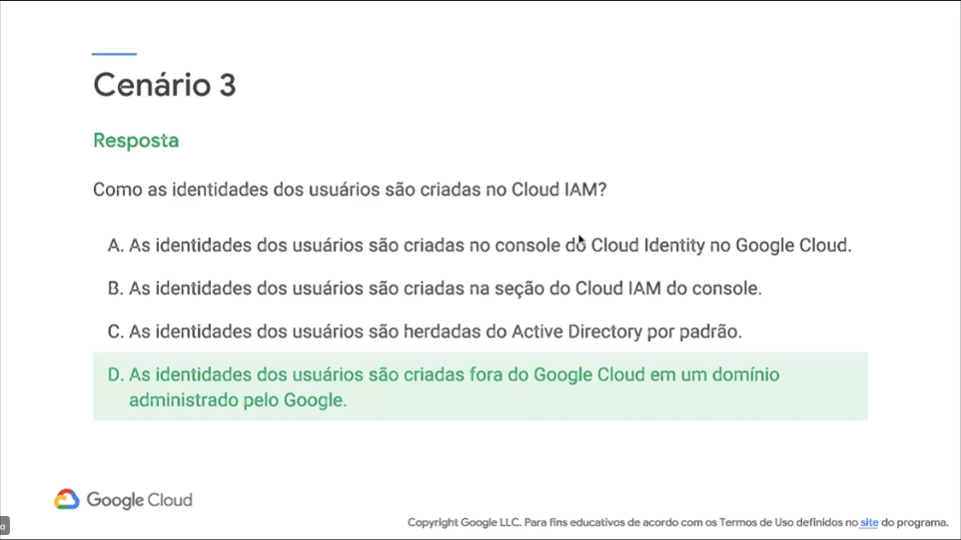 Cenário 3
Resposta
Como as identidades dos usuários são criadas no Cloud IAM?
A. As identidades dos usuários são criadas no console do Cloud Identity no Google Cloud.
B. As identidades dos usuários são criadas na seção do Cloud IAM do console.
C. As identidades dos usuários são herdadas do Active Directory por padrão.
D. As identidades dos usuários são criadas fora do Google Cloud em um domínio
administrado pelo Google.
Google Cloud
Copyright Google LLC. Para fins educativos de acordo com os Termos de Uso definidos no site do programa.